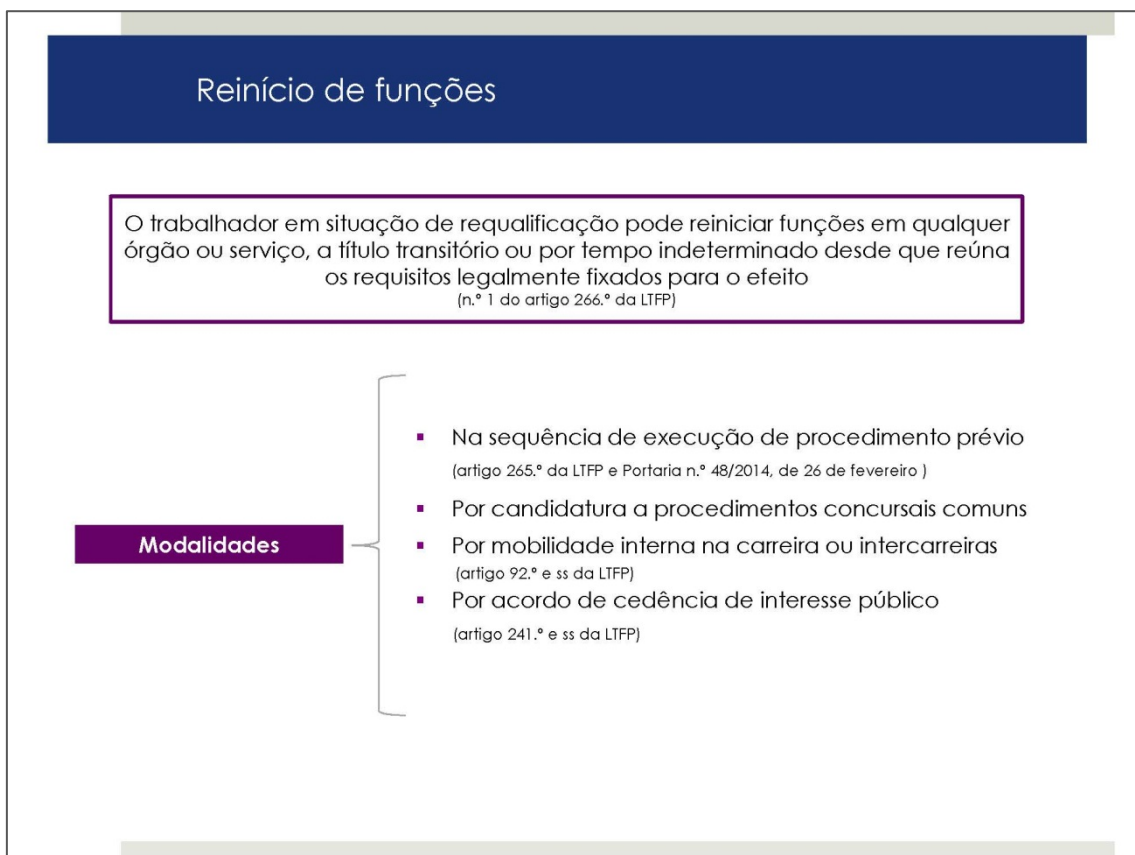 Reinício de funções
O trabalhador em situação de requalificação pode reiniciar funções em qualquer
órgão ou serviço, a título transitório ou por tempo indeterminado desde que reúna
os requisitos legalmente fixados para o efeito
(n.º 1 do artigo 266.º da LTFP)
Modalidades
▪ Na sequência de execução de procedimento prévio
(artigo 265.º da LTFP e Portaria n.º 48/2014, de 26 de fevereiro )
▪ Por candidatura a procedimentos concursais comuns
▪ Por mobilidade interna na carreira ou intercarreiras
(artigo 92.º e ss da LTFP)
▪ Por acordo de cedência de interesse público
(artigo 241.º e ss da LTFP)